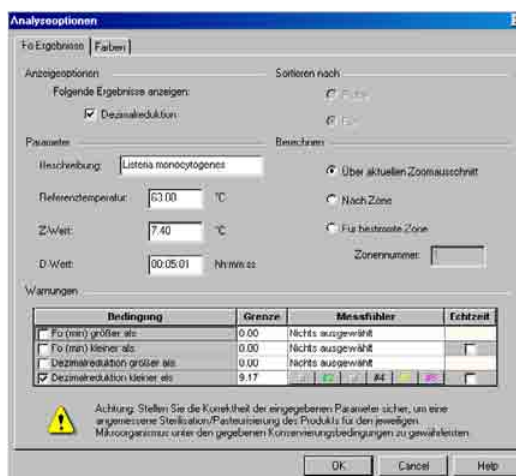 Analyseoptionen
Fo Ergebnisse Farben
Anzeigeoptionen
Sortieren nach
Folgende Ergebnisse anzeigen:
Dezimalreduktion
Parameter
Berechnen
Beschreibung: Listeria monocytogenes
Über aktuellen Zoomausschnitt
Referenztemperatur: 63.00 °C
Nach Zone
Z-Wert: 7.40 °C
Für bestimmte Zone
Zonennummer:
D-Wert: 00:05:01 hh:mm:ss
Warnungen
Bedingung Grenze Messfühler Echtzeit
Fo (min) größer als 0.00 Nichts ausgewählt
Fo (min) kleiner als 0.00 Nichts ausgewählt
Dezimalreduktion größer als 0.00 Nichts ausgewählt
Dezimalreduktion kleiner als 9.17 #2 #4
Achtung: Stellen Sie die Korrektheit der eingegebenen Parameter sicher, um eine
angemessene Sterilisation/Pasteurisierung des Produkts für den jeweiligen
Mikroorganismus unter den gegebenen Konservierungsbedingungen zu gewährleisten.
OK Cancel Help